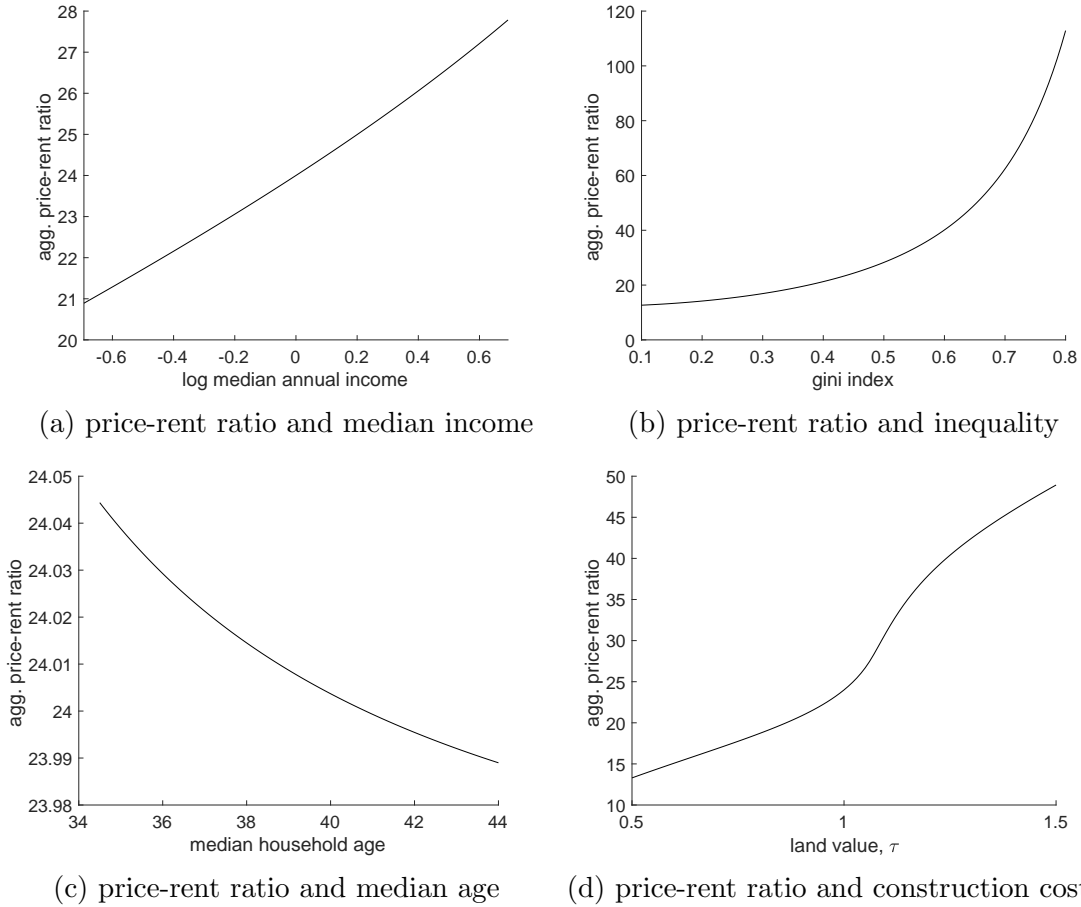 28
27
26
25
24
23
22
21
20
agg. price-rent ratio
-0.6 -0.4 -0.2 0 0.2 0.4 0.6
log median annual income
(a) price-rent ratio and median income
120
100
80
60
40
20
0
agg. price-rent ratio
0.1 0.2 0.3 0.4 0.5 0.6 0.7 0.8
gini index
(b) price-rent ratio and inequality
24.05
24.04
24.03
24.02
24.01
24
23.99
23.98
agg. price-rent ratio
34 36 38 40 42 44
median household age
(c) price-rent ratio and median age
50
45
40
35
30
25
20
15
10
agg. price-rent ratio
0.5 1 1.5
land value, τ
(d) price-rent ratio and construction cos